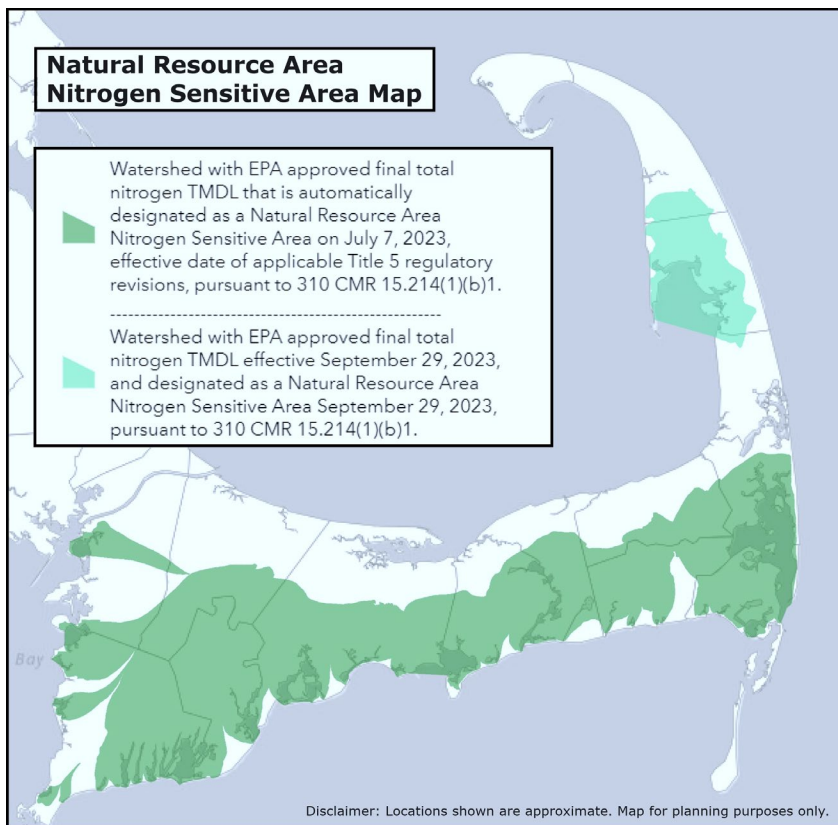 Natural Resource Area
Nitrogen Sensitive Area Map
Watershed with EPA approved final total
nitrogen TMDL that is automatically
designated as a Natural Resource Area
Nitrogen Sensitive Area on July 7, 2023,
effective date of applicable Title 5 regulatory
revisions, pursuant to 310 CMR 15.214(1)(b)1.
-------------------------------------------------------
Watershed with EPA approved final total
nitrogen TMDL effective September 29, 2023,
and designated as a Natural Resource Area
Nitrogen Sensitive Area September 29, 2023,
pursuant to 310 CMR 15.214(1)(b)1.
Bay
Disclaimer: Locations shown are approximate. Map for planning purposes only.